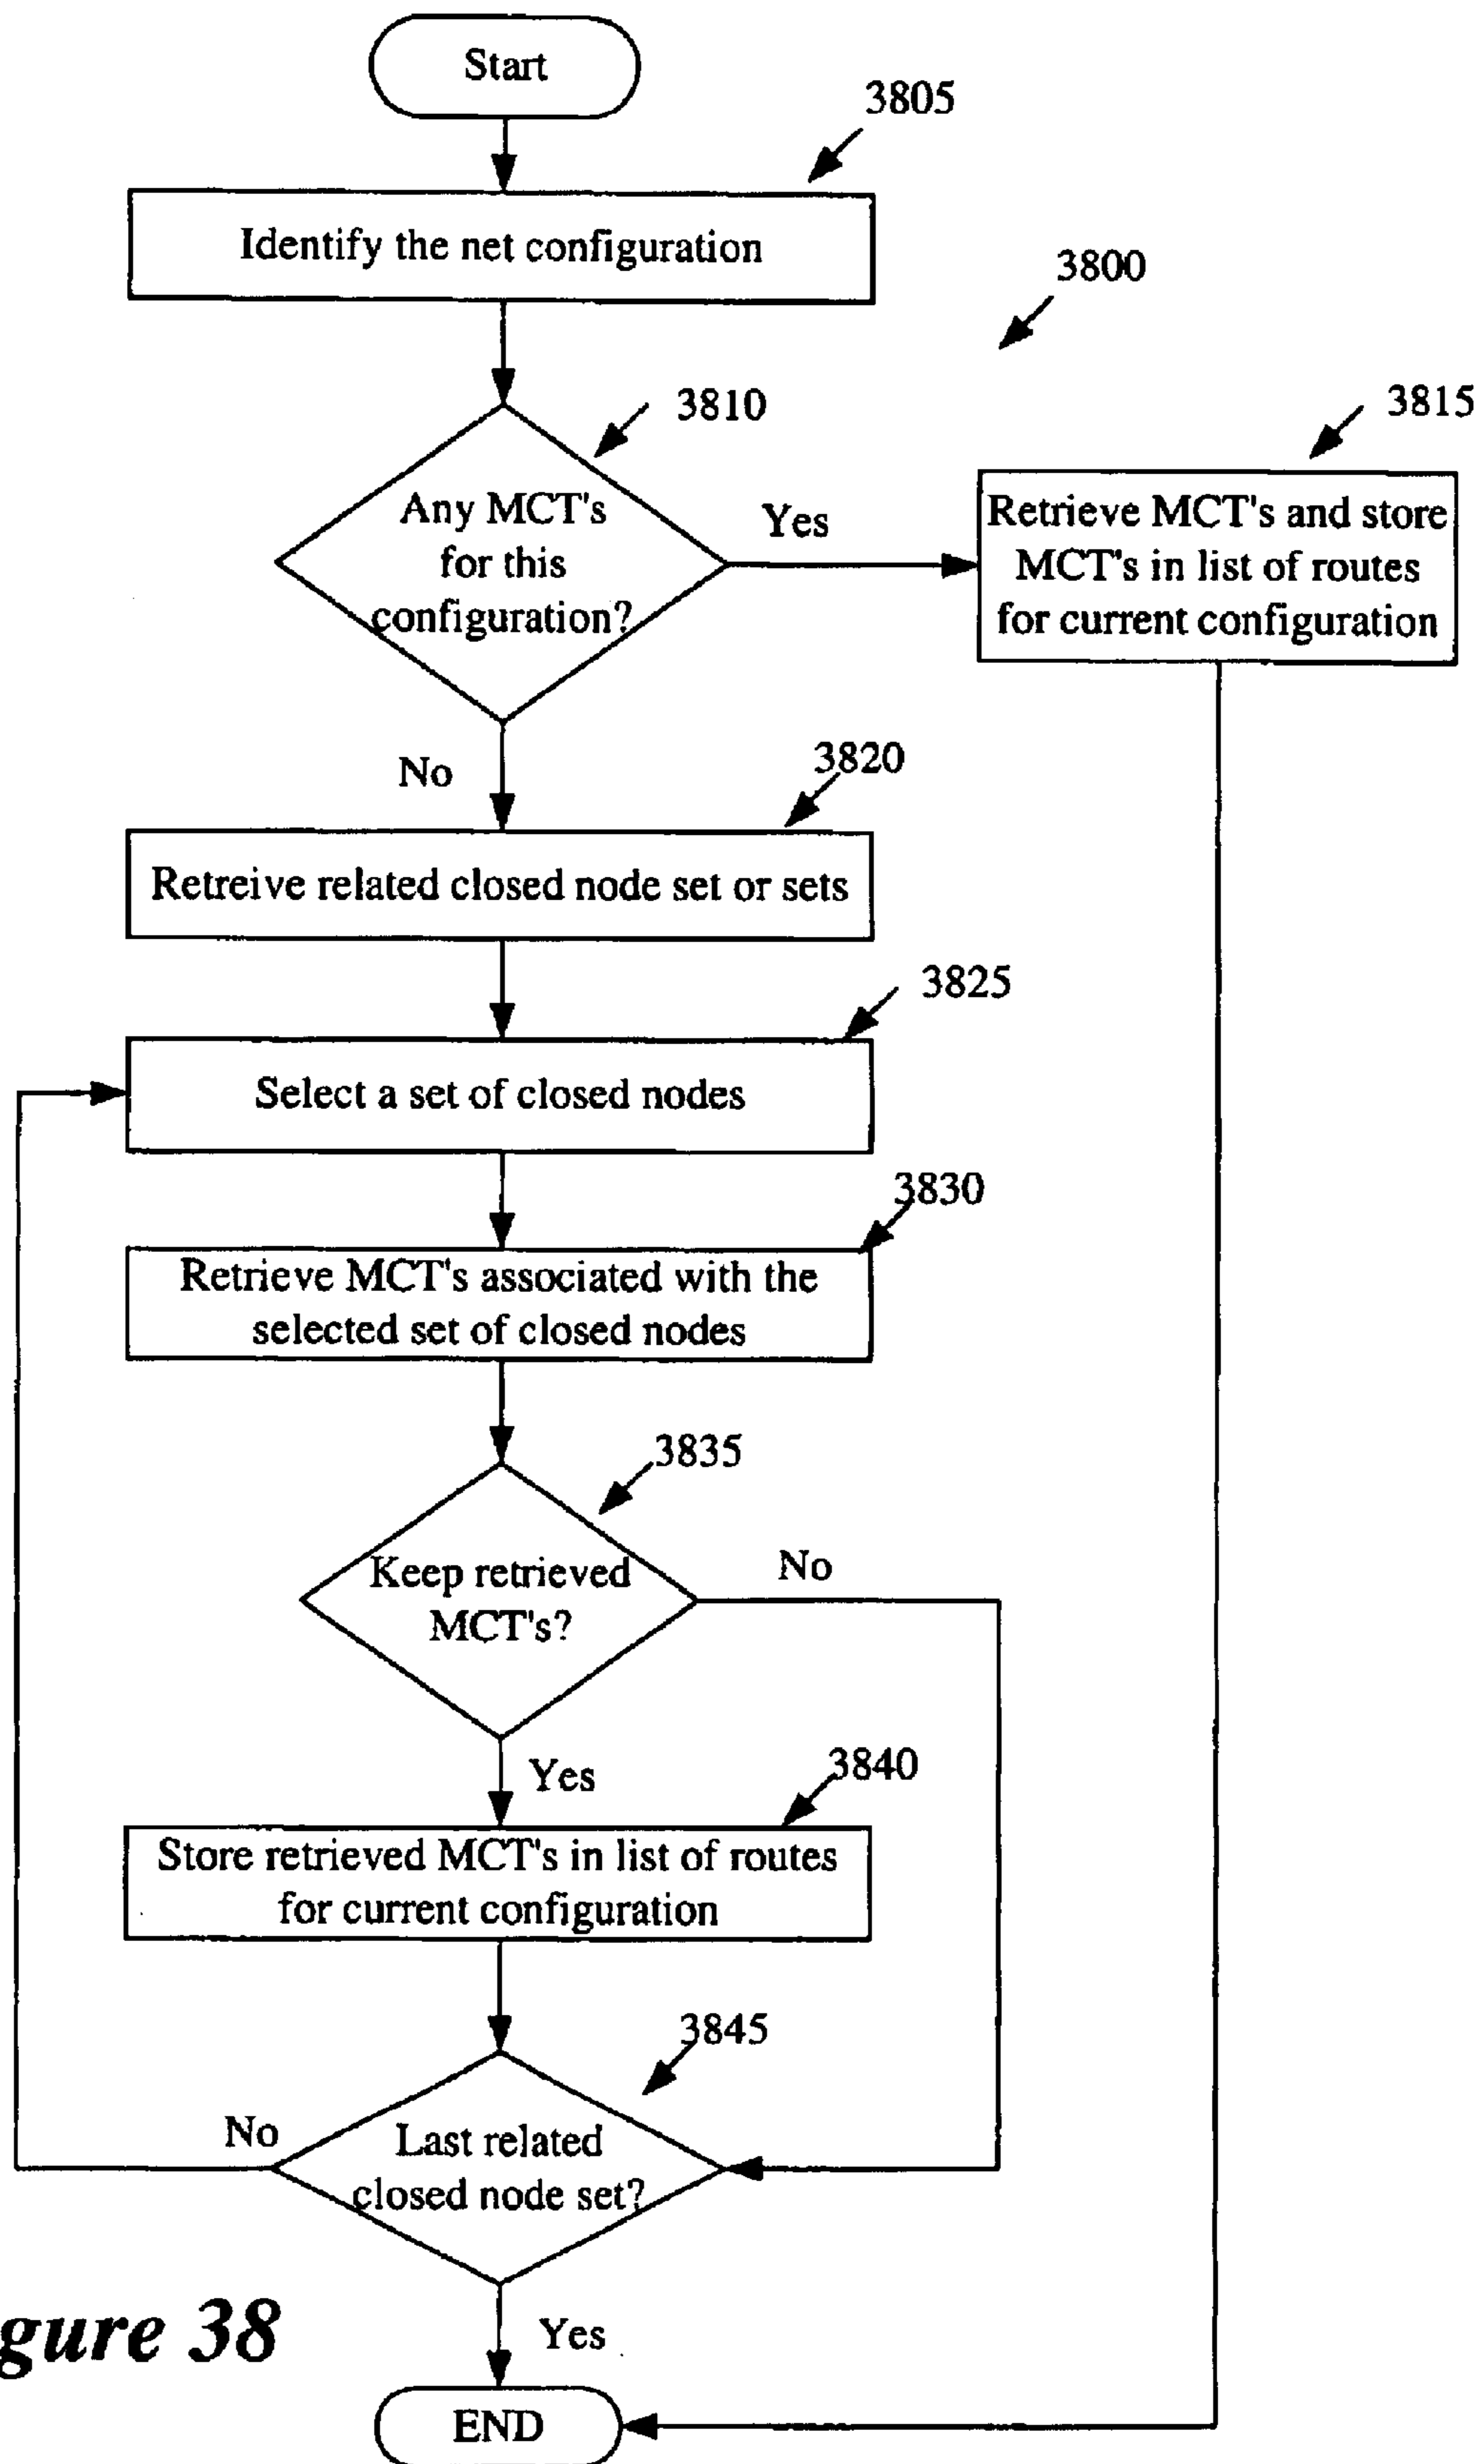 Start
3805
Identify the net configuration
3800
3810
3815
Any MCT's
for this
configuration?
Yes
Retrieve MCT's and store
MCT's in list of routes
for current configuration
No
3820
Retreive related closed node set or sets
3825
Select a set of closed nodes
3830
Retrieve MCT's associated with the
selected set of closed nodes
3835
Keep retrieved
MCT's?
No
Yes
3840
Store retrieved MCT's in list of routes
for current configuration
3845
No
Last related
closed node set?
gure 38
Yes
END